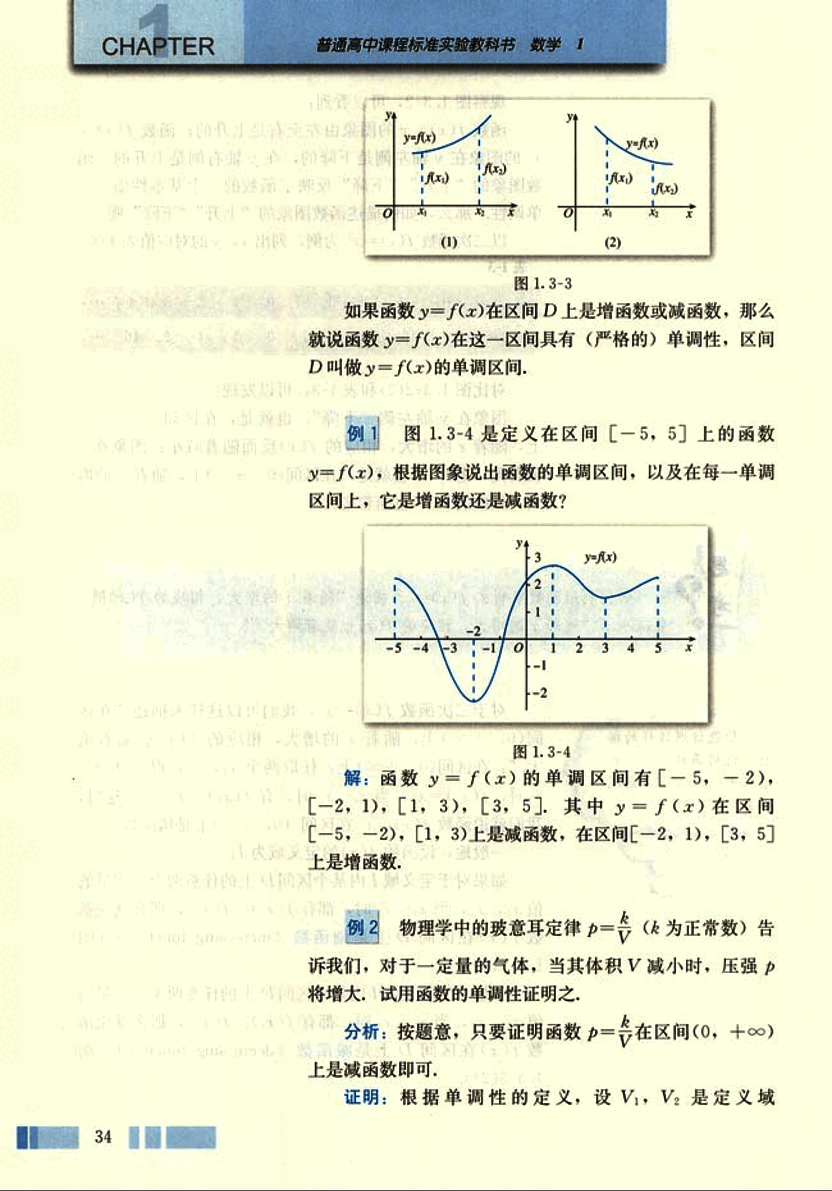 1
CHAPTER
普通高中课程标准实验教科书 数学 1
y y=f(x) f(x₁) f(x₂) O x₁ x₂ x
(1)
y y=f(x) f(x₁) f(x₂) O x₁ x₂ x
(2)
图 1.3-3
如果函数 y=f(x)在区间 D 上是增函数或减函数，那么
就说函数 y=f(x)在这一区间具有（严格的）单调性，区间
D 叫做 y=f(x)的单调区间.
例 1 图 1.3-4 是定义在区间［-5，5］上的函数
y=f(x)，根据图象说出函数的单调区间，以及在每一单调
区间上，它是增函数还是减函数？
y
3 y=f(x)
2
1
-2
-5 -4 -3 -1 O 1 2 3 4 5 x
-1
-2
图 1.3-4
解：函数 y=f(x)的单调区间有［-5，-2)，
［-2，1)，［1，3)，［3，5］. 其中 y=f(x)在区间
［-5，-2)，［1，3)上是减函数，在区间［-2，1)，［3，5］
上是增函数.
例 2 物理学中的玻意耳定律 p=k/V（k 为正常数）告
诉我们，对于一定量的气体，当其体积 V 减小时，压强 p
将增大. 试用函数的单调性证明之.
分析：按题意，只要证明函数 p=k/V 在区间(0，+∞)
上是减函数即可.
证明：根据单调性的定义，设 V₁，V₂ 是定义域
34